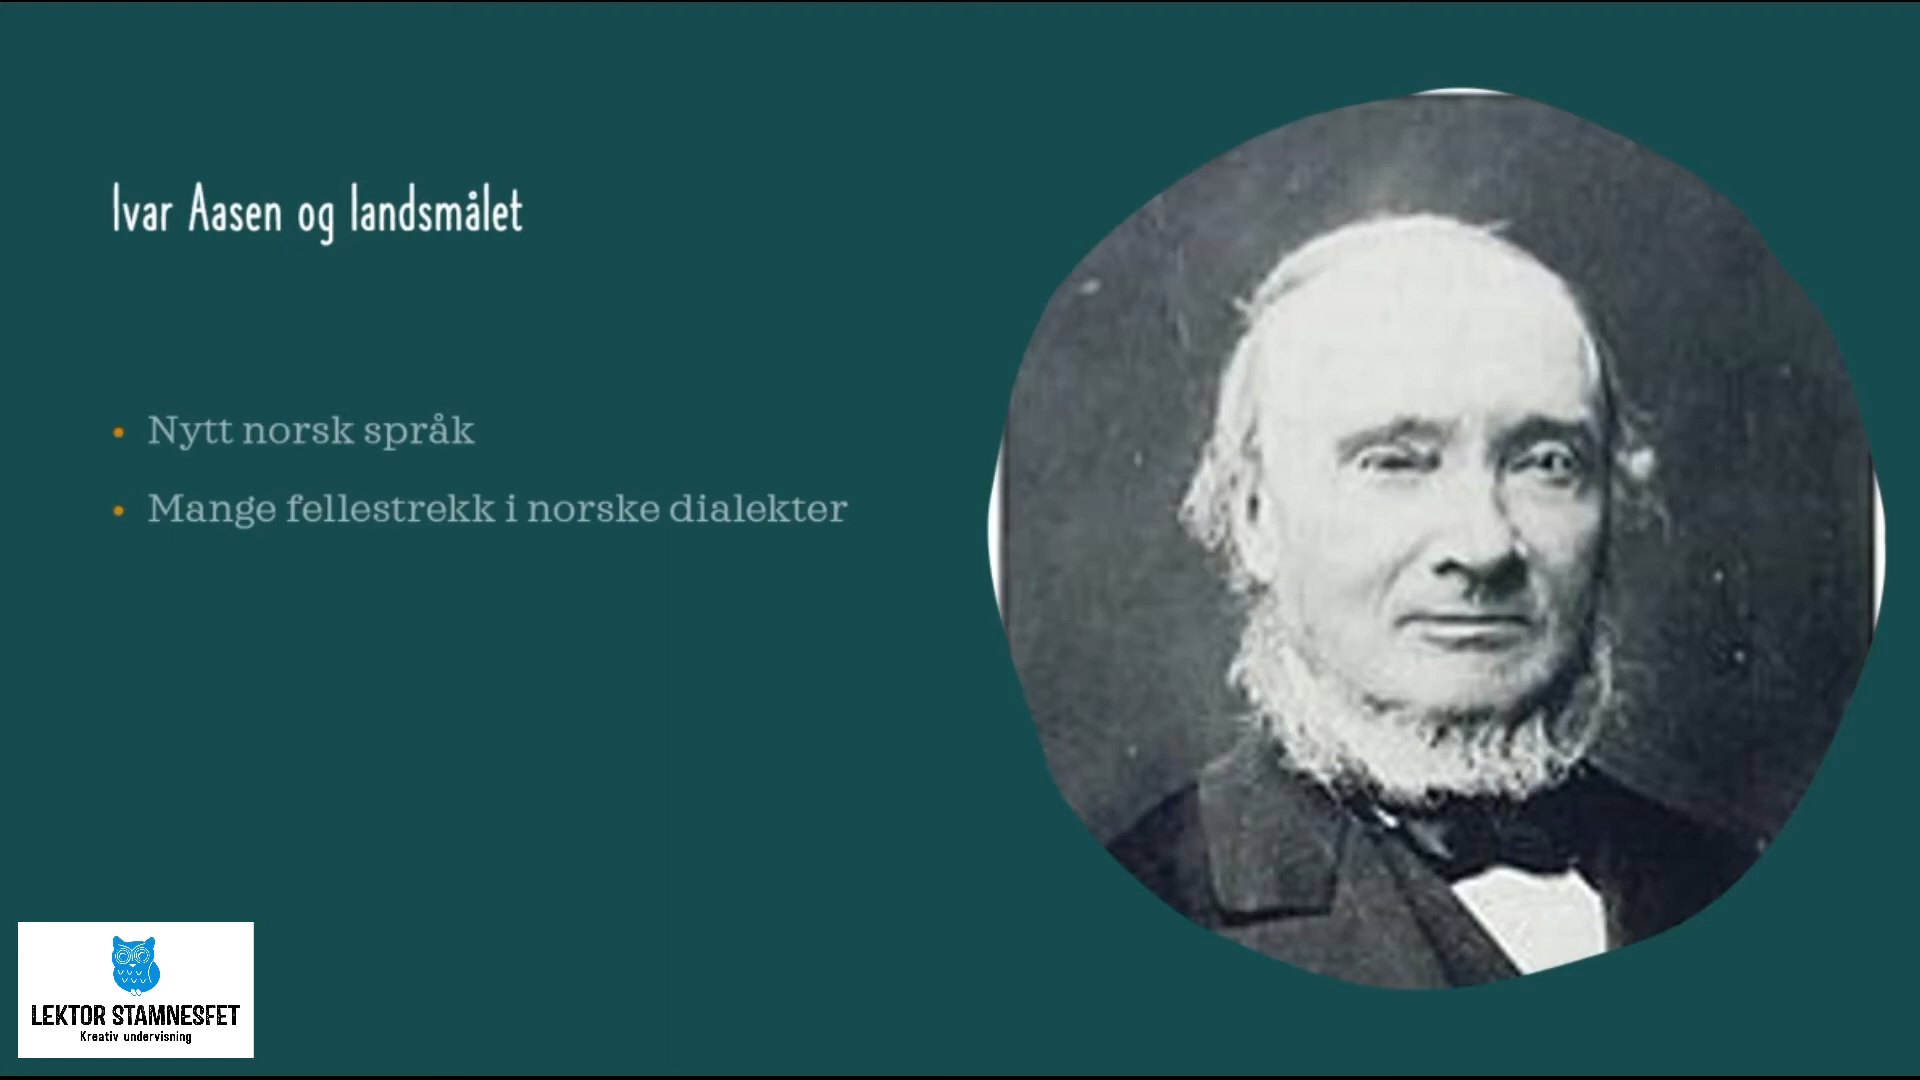 Ivar Aasen og landsmålet
• Nytt norsk språk
• Mange fellestrekk i norske dialekter
LEKTOR STAMNESFET
Kreativ undervisning